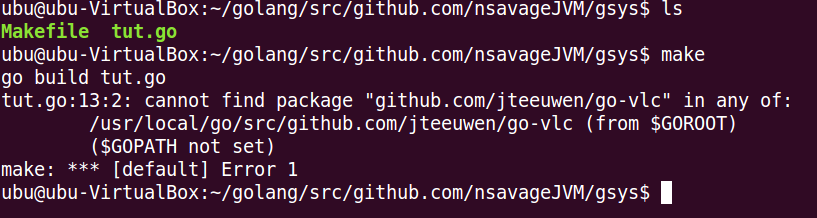 ubu@ubu-VirtualBox:~/golang/src/github.com/nsavageJVM/gsys$ ls
Makefile  tut.go
ubu@ubu-VirtualBox:~/golang/src/github.com/nsavageJVM/gsys$ make
go build tut.go
tut.go:13:2: cannot find package "github.com/jteeuwen/go-vlc" in any of:
        /usr/local/go/src/github.com/jteeuwen/go-vlc (from $GOROOT)
        ($GOPATH not set)
make: *** [default] Error 1
ubu@ubu-VirtualBox:~/golang/src/github.com/nsavageJVM/gsys$